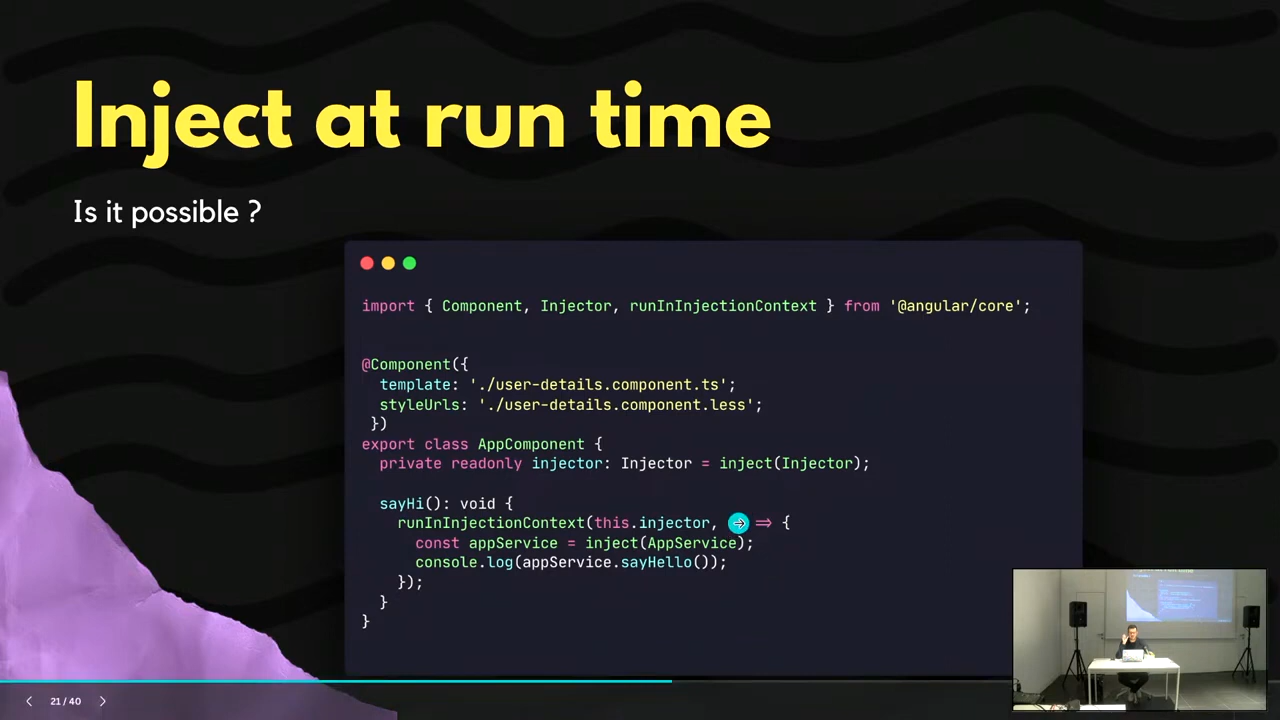 Inject at run time
Is it possible ?
import { Component, Injector, runInInjectionContext } from '@angular/core';
@Component({
template: './user-details.component.ts';
styleUrls: './user-details.component.less';
})
export class AppComponent {
private readonly injector: Injector = inject(Injector);
sayHi(): void {
runInInjectionContext(this.injector, => {
const appService = inject(AppService);
console.log(appService.sayHello());
});
}
}
21 / 40